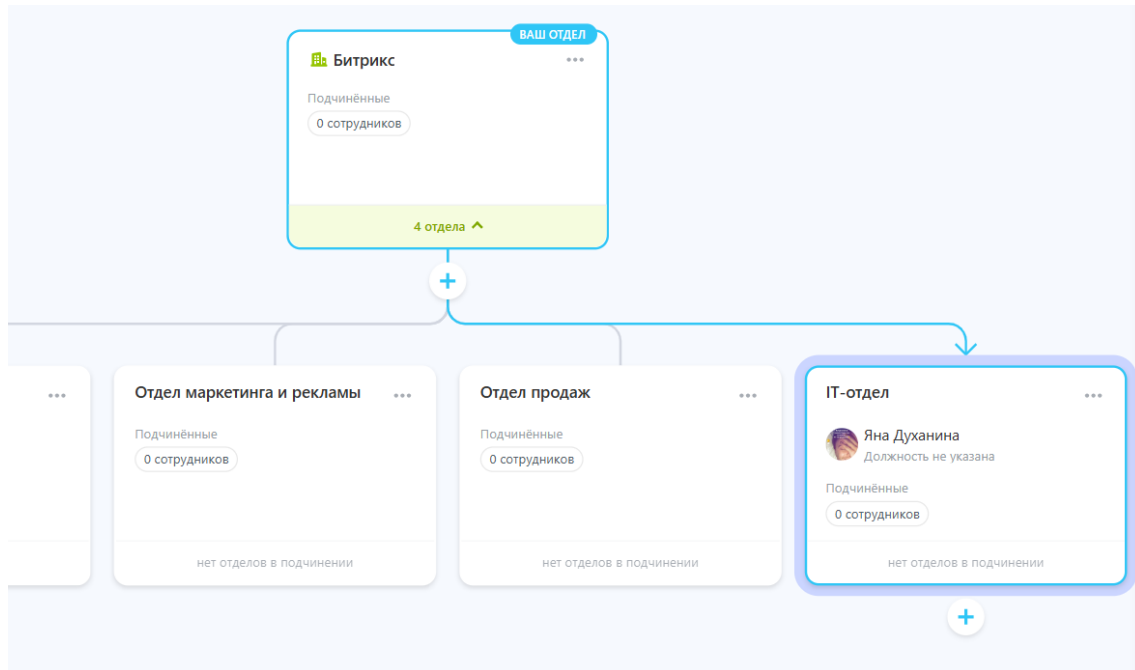 ВАШ ОТДЕЛ
Битрикс
Подчинённые
0 сотрудников
4 отдела
Отдел маркетинга и рекламы
Подчинённые
0 сотрудников
нет отделов в подчинении
Отдел продаж
Подчинённые
0 сотрудников
нет отделов в подчинении
IT-отдел
Яна Духанина
Должность не указана
Подчинённые
0 сотрудников
нет отделов в подчинении